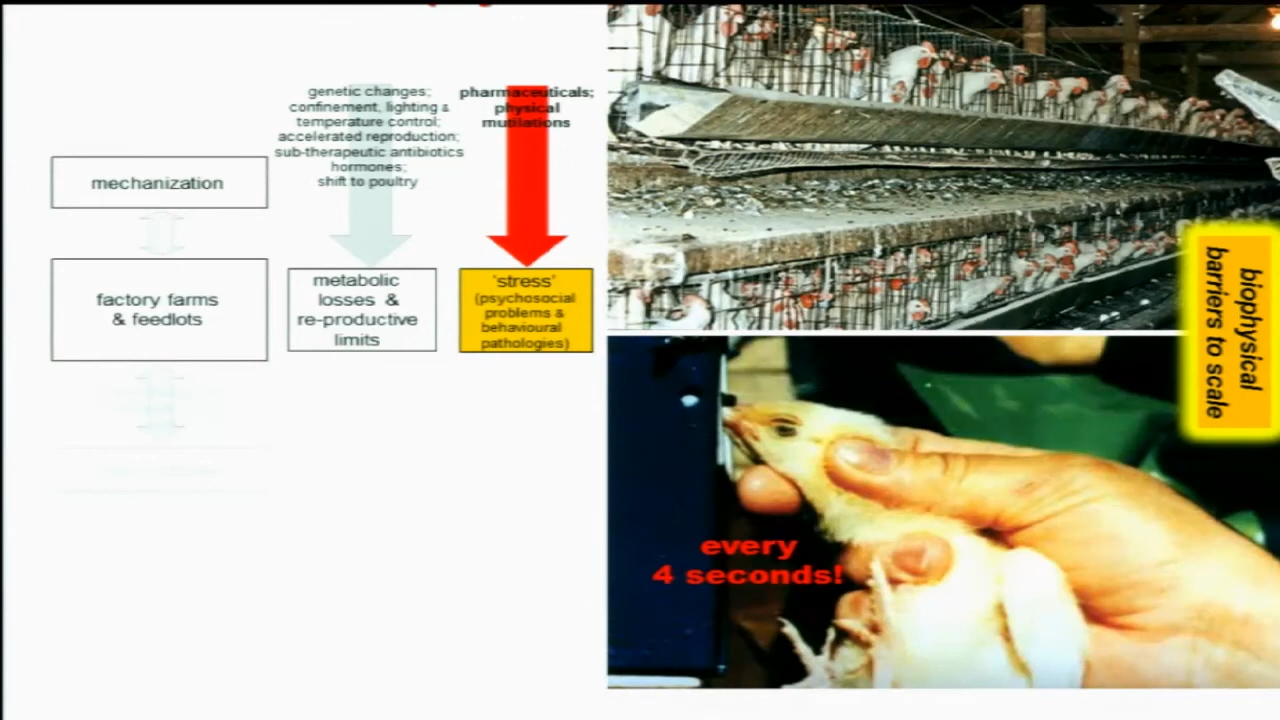 genetic changes;
confinement, lighting &
temperature control;
accelerated reproduction;
sub-therapeutic antibiotics
hormones;
shift to poultry
pharmaceuticals;
physical
mutilations
mechanization
factory farms
& feedlots
metabolic
losses &
re-productive
limits
'stress'
(psychosocial
problems &
behavioural
pathologies)
biophysical
barriers to scale
every
4 seconds!